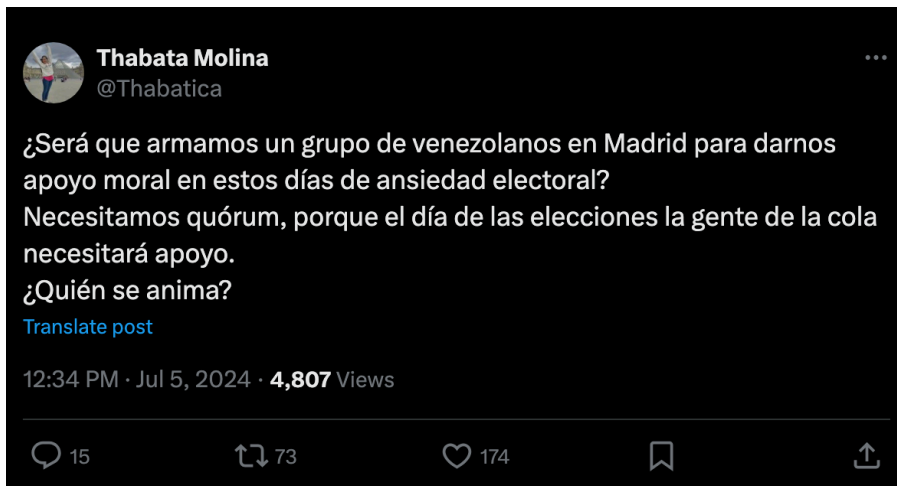 Thabata Molina
@Thabatica
¿Será que armamos un grupo de venezolanos en Madrid para darnos
apoyo moral en estos días de ansiedad electoral?
Necesitamos quórum, porque el día de las elecciones la gente de la cola
necesitará apoyo.
¿Quién se anima?
Translate post
12:34 PM · Jul 5, 2024 · 4,807 Views
15 73 174